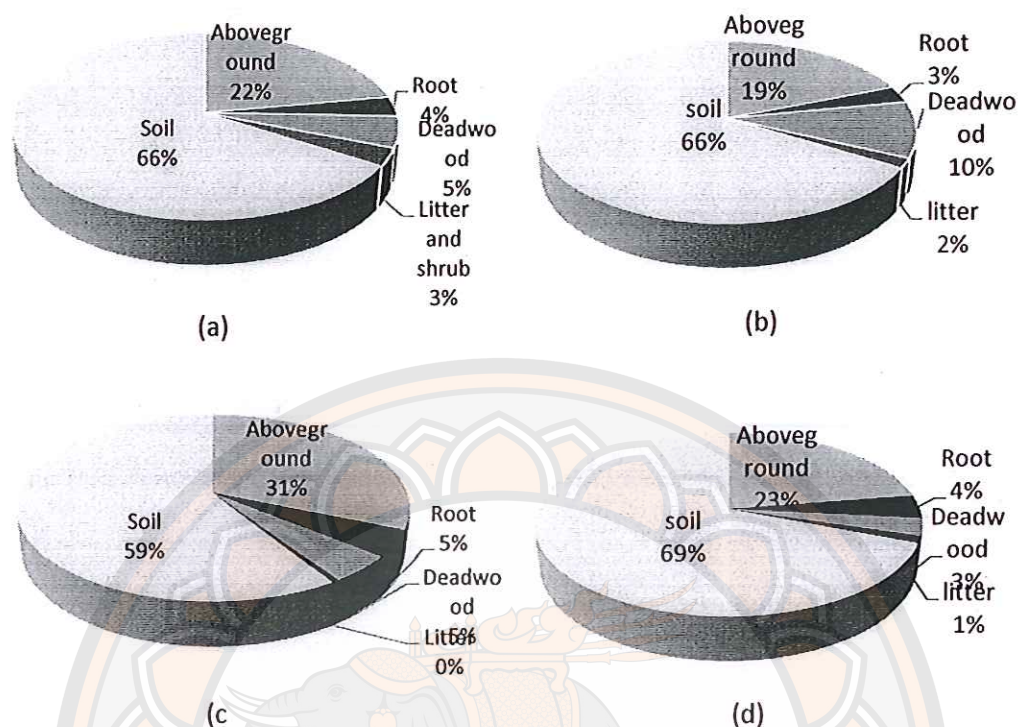 Abovegr
ound
22%
Root
4%
Deadwo
od
5%
Litter
and
shrub
3%
Soil
66%
(a)
Aboveg
round
19%
Root
3%
Deadwo
od
10%
litter
2%
soil
66%
(b)
Abovegr
ound
31%
Root
5%
Deadwo
od
5%
Litter
0%
Soil
59%
(c
Aboveg
round
23%
Root
4%
Deadw
ood
3%
litter
1%
soil
69%
(d)